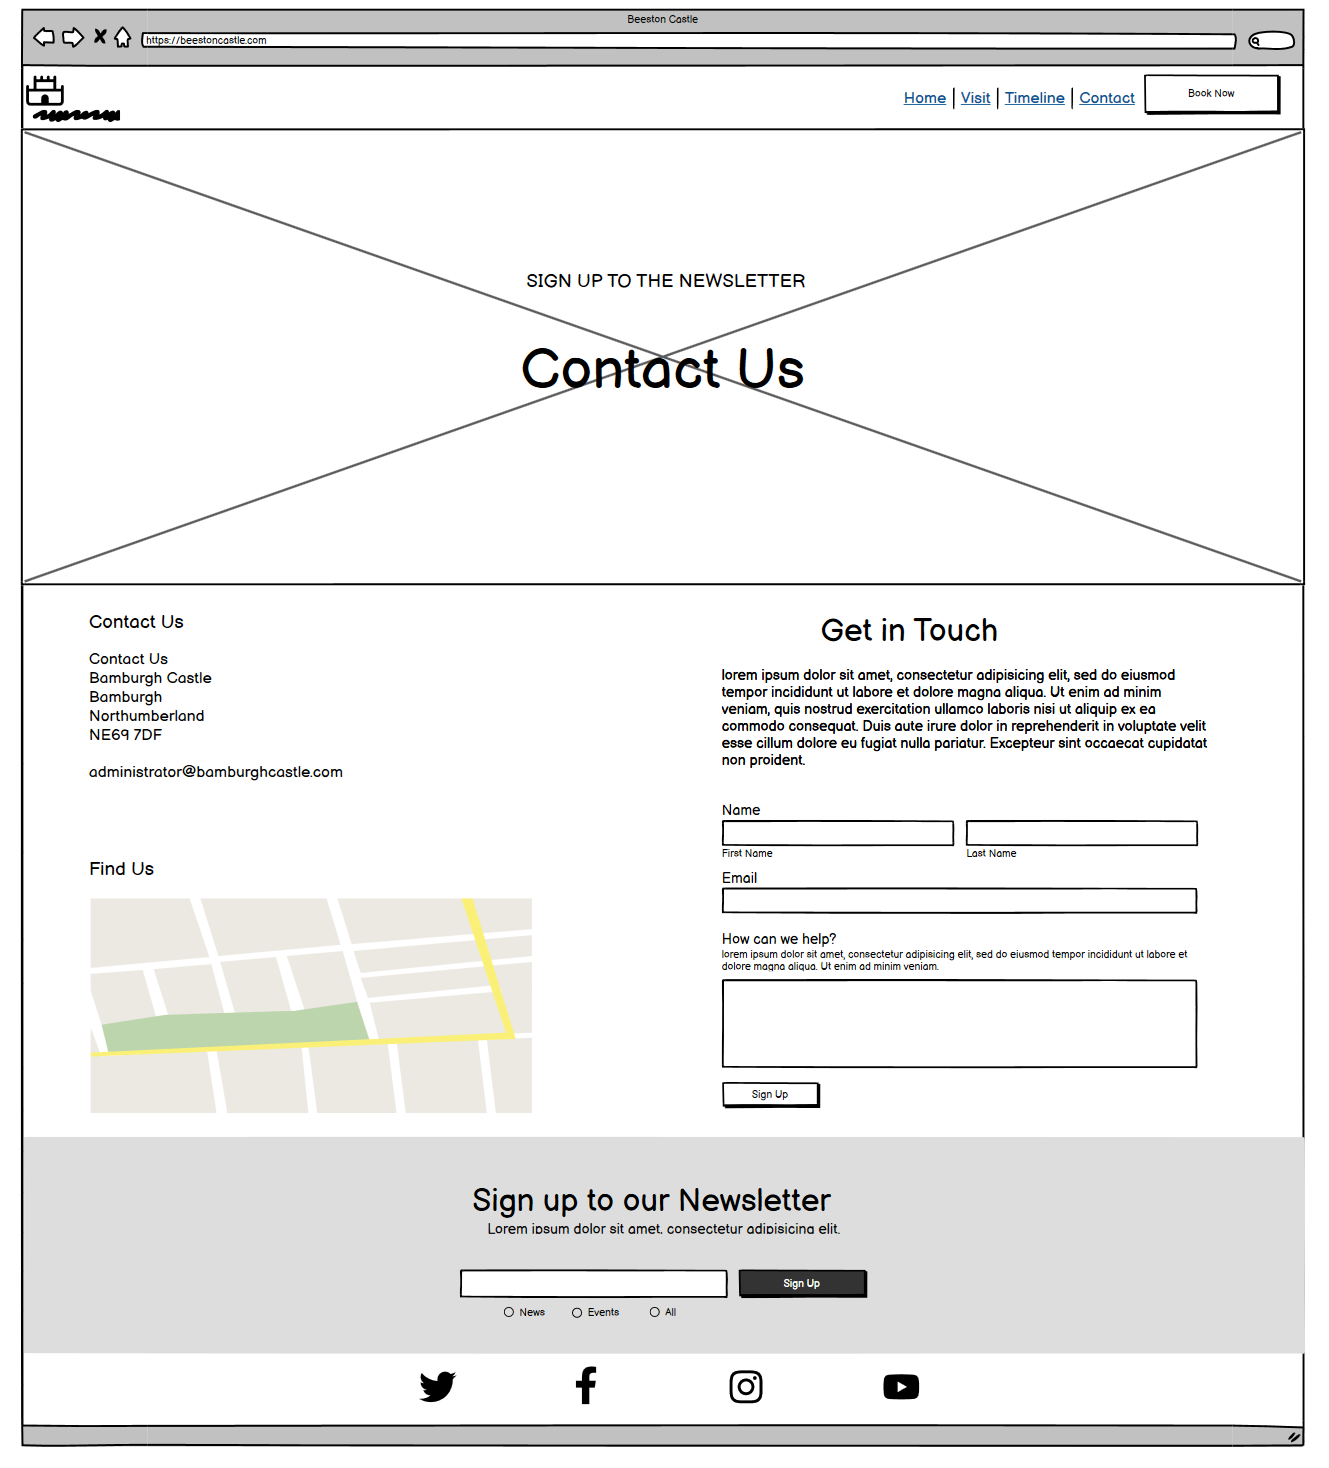 Beeston Castle
https://beestoncastle.com
Home | Visit | Timeline | Contact
Book Now
SIGN UP TO THE NEWSLETTER
Contact Us
Contact Us
Contact Us
Bamburgh Castle
Bamburgh
Northumberland
NE69 7DF
administrator@bamburghcastle.com
Find Us
Get in Touch
lorem ipsum dolor sit amet, consectetur adipisicing elit, sed do eiusmod
tempor incididunt ut labore et dolore magna aliqua. Ut enim ad minim
veniam, quis nostrud exercitation ullamco laboris nisi ut aliquip ex ea
commodo consequat. Duis aute irure dolor in reprehenderit in voluptate velit
esse cillum dolore eu fugiat nulla pariatur. Excepteur sint occaecat cupidatat
non proident.
Name
First Name
Last Name
Email
How can we help?
lorem ipsum dolor sit amet, consectetur adipisicing elit, sed do eiusmod tempor incididunt ut labore et
dolore magna aliqua. Ut enim ad minim veniam.
Sign Up
Sign up to our Newsletter
Lorem ipsum dolor sit amet, consectetur adipisicing elit.
Sign Up
News
Events
All